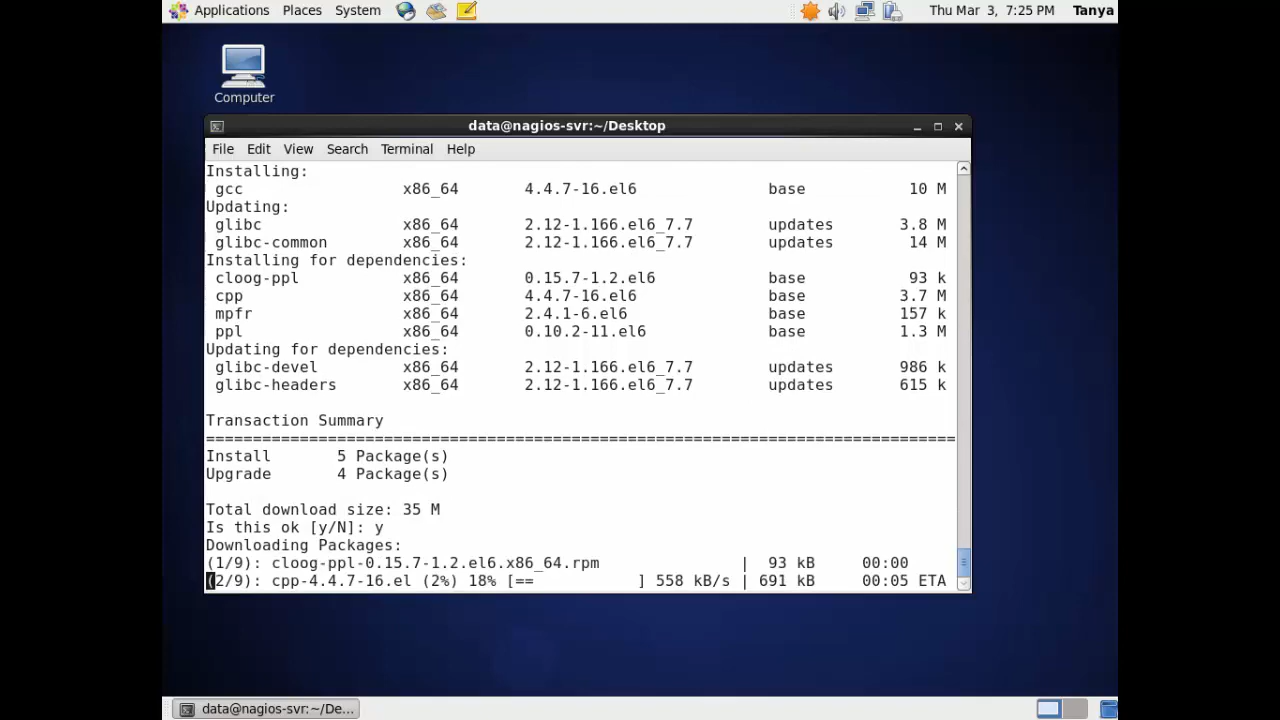 Applications Places System Thu Mar 3, 7:25 PM Tanya
Computer
data@nagios-svr:~/Desktop
File Edit View Search Terminal Help
Installing:
gcc x86_64 4.4.7-16.el6 base 10 M
Updating:
glibc x86_64 2.12-1.166.el6_7.7 updates 3.8 M
glibc-common x86_64 2.12-1.166.el6_7.7 updates 14 M
Installing for dependencies:
cloog-ppl x86_64 0.15.7-1.2.el6 base 93 k
cpp x86_64 4.4.7-16.el6 base 3.7 M
mpfr x86_64 2.4.1-6.el6 base 157 k
ppl x86_64 0.10.2-11.el6 base 1.3 M
Updating for dependencies:
glibc-devel x86_64 2.12-1.166.el6_7.7 updates 986 k
glibc-headers x86_64 2.12-1.166.el6_7.7 updates 615 k
Transaction Summary
================================================================================
Install 5 Package(s)
Upgrade 4 Package(s)
Total download size: 35 M
Is this ok [y/N]: y
Downloading Packages:
(1/9): cloog-ppl-0.15.7-1.2.el6.x86_64.rpm | 93 kB 00:00
(2/9): cpp-4.4.7-16.el (2%) 18% [== ] 558 kB/s | 691 kB 00:05 ETA
data@nagios-svr:~/De...